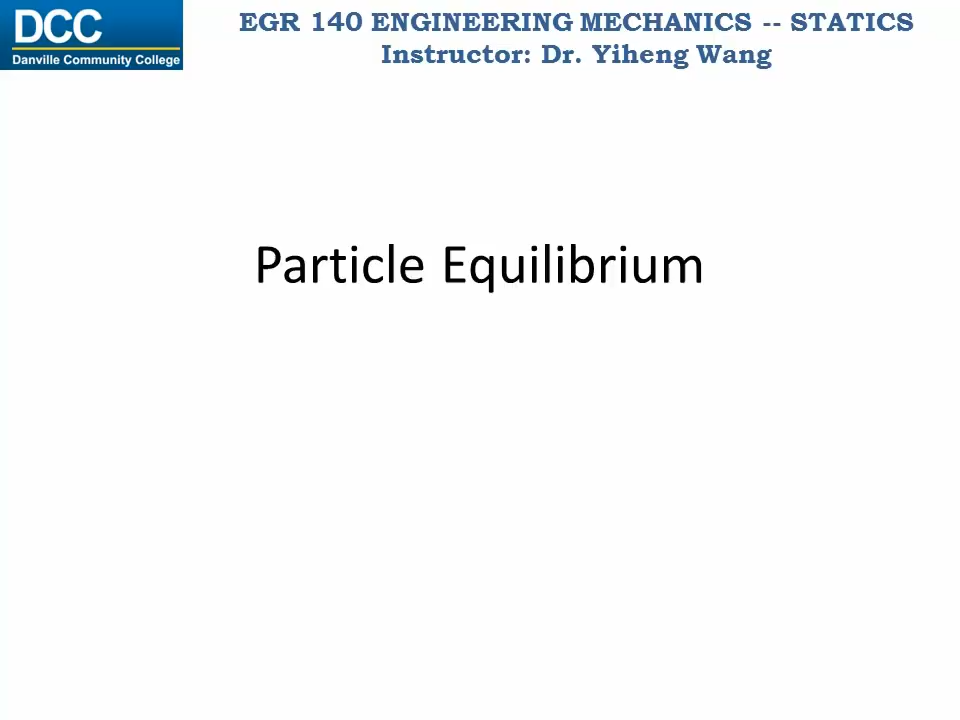 DCC
Danville Community College
EGR 140 ENGINEERING MECHANICS -- STATICS
Instructor: Dr. Yiheng Wang
Particle Equilibrium